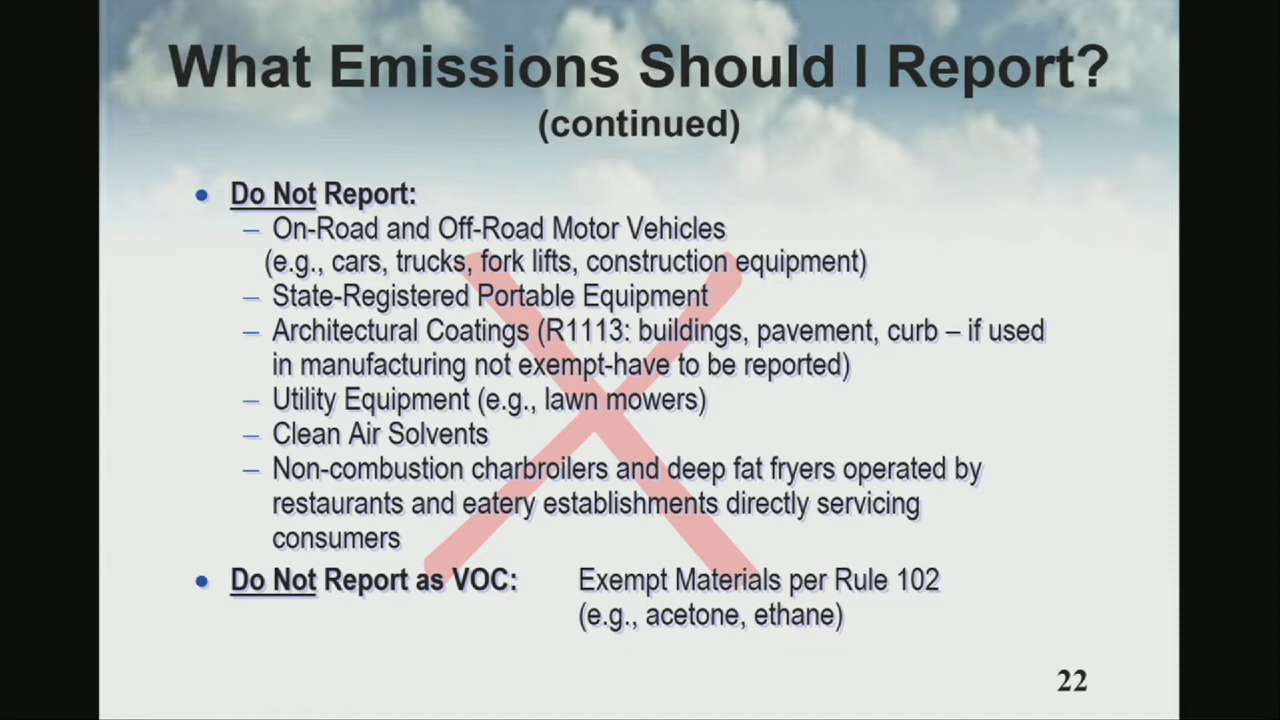 What Emissions Should I Report?
(continued)
• Do Not Report:
– On-Road and Off-Road Motor Vehicles
(e.g., cars, trucks, fork lifts, construction equipment)
– State-Registered Portable Equipment
– Architectural Coatings (R1113: buildings, pavement, curb – if used
in manufacturing not exempt-have to be reported)
– Utility Equipment (e.g., lawn mowers)
– Clean Air Solvents
– Non-combustion charbroilers and deep fat fryers operated by
restaurants and eatery establishments directly servicing
consumers
• Do Not Report as VOC: Exempt Materials per Rule 102
(e.g., acetone, ethane)
22